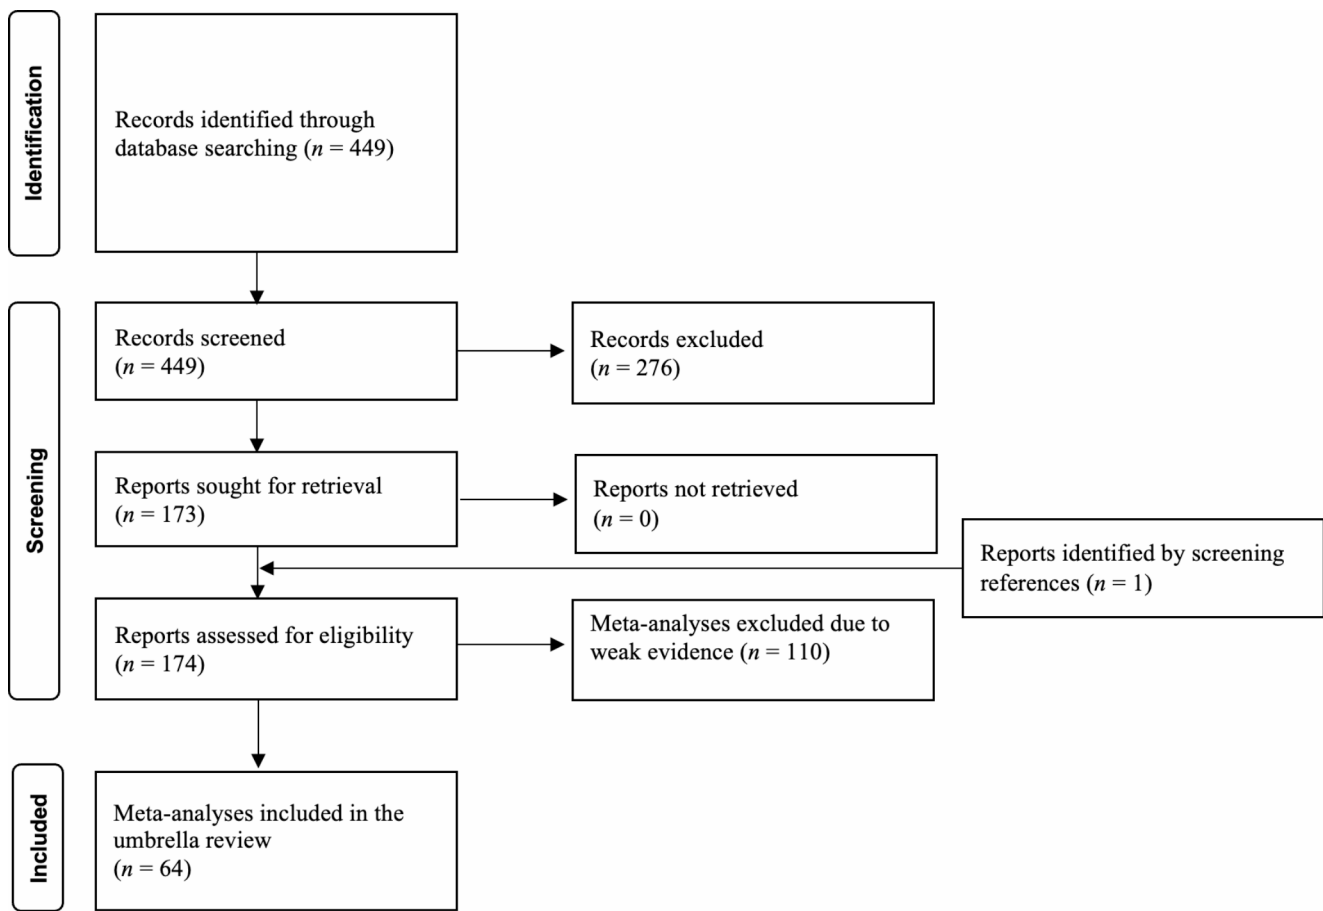 Identification
Records identified through
database searching (n = 449)
Screening
Records screened
(n = 449)
Records excluded
(n = 276)
Reports sought for retrieval
(n = 173)
Reports not retrieved
(n = 0)
Reports identified by screening
references (n = 1)
Reports assessed for eligibility
(n = 174)
Meta-analyses excluded due to
weak evidence (n = 110)
Included
Meta-analyses included in the
umbrella review
(n = 64)